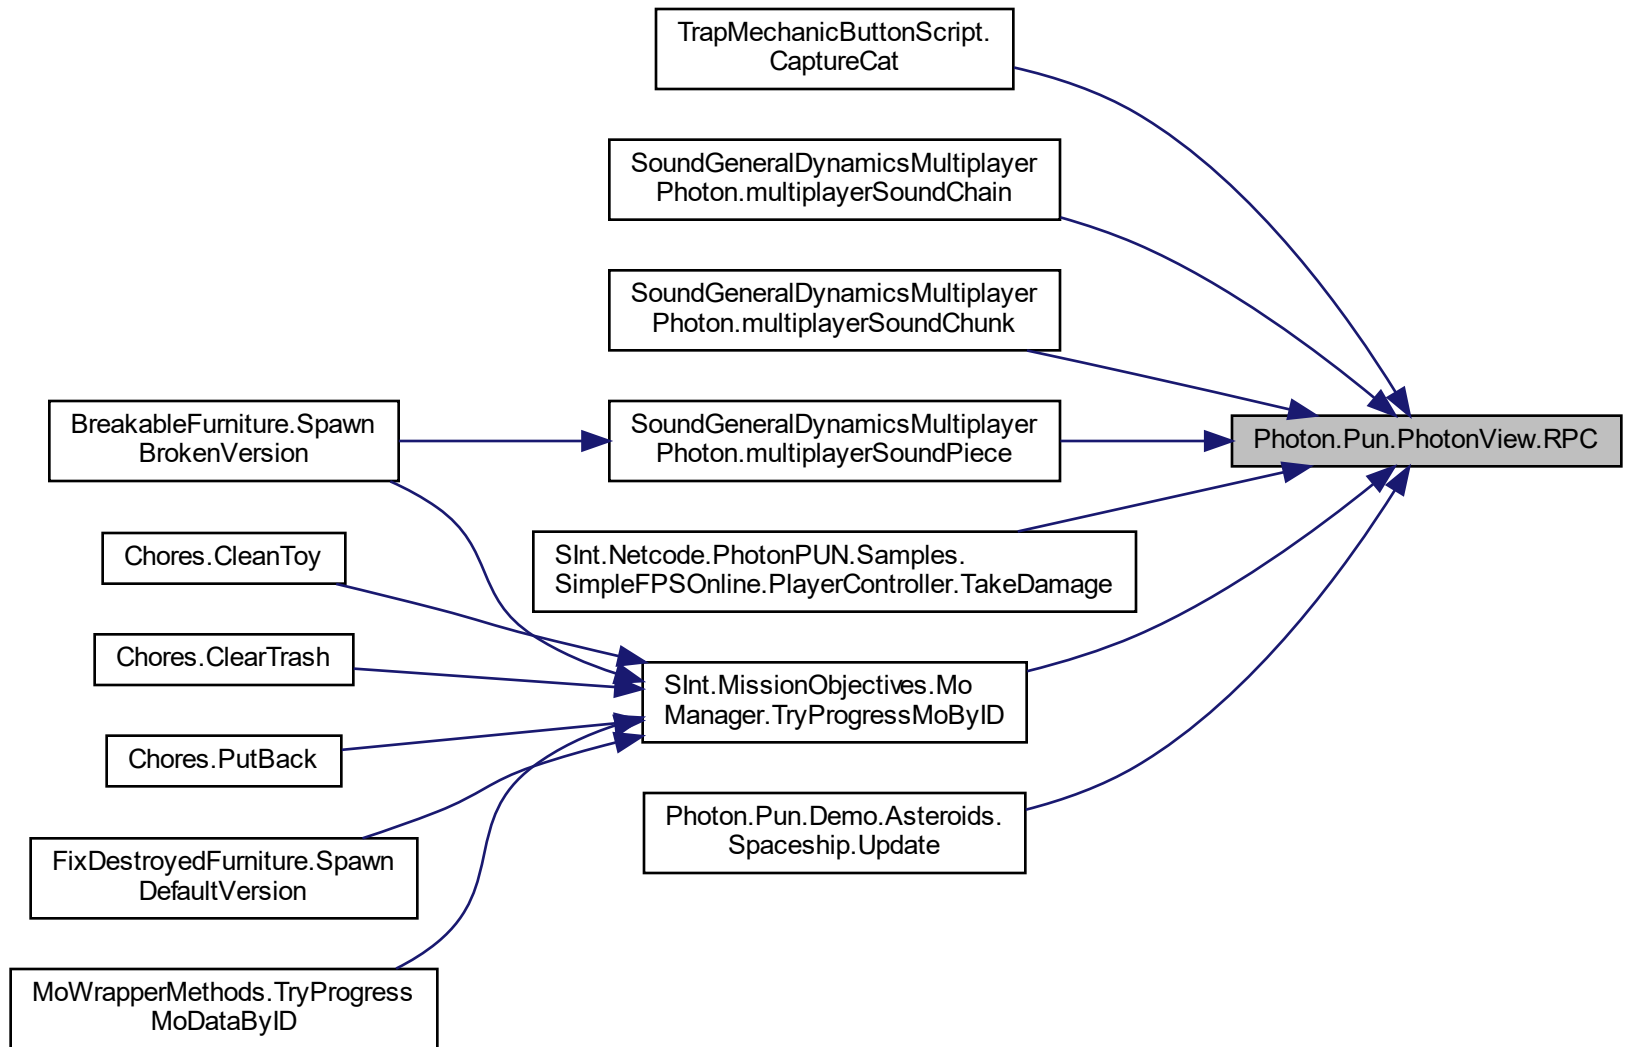 TrapMechanicButtonScript.
CaptureCat
SoundGeneralDynamicsMultiplayer
Photon.multiplayerSoundChain
SoundGeneralDynamicsMultiplayer
Photon.multiplayerSoundChunk
BreakableFurniture.Spawn
BrokenVersion
SoundGeneralDynamicsMultiplayer
Photon.multiplayerSoundPiece
Photon.Pun.PhotonView.RPC
Chores.CleanToy
SInt.Netcode.PhotonPUN.Samples.
SimpleFPSOnline.PlayerController.TakeDamage
Chores.ClearTrash
SInt.MissionObjectives.Mo
Manager.TryProgressMoByID
Chores.PutBack
Photon.Pun.Demo.Asteroids.
Spaceship.Update
FixDestroyedFurniture.Spawn
DefaultVersion
MoWrapperMethods.TryProgress
MoDataByID